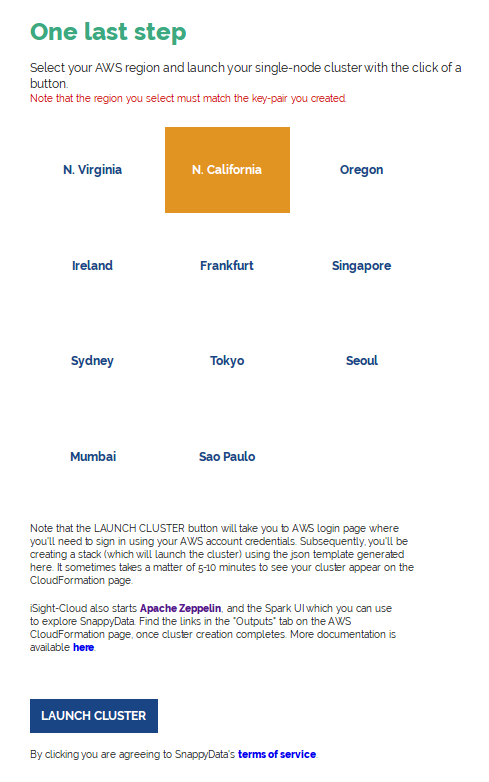 One last step
Select your AWS region and launch your single-node cluster with the click of a
button.
Note that the region you select must match the key-pair you created.
N. Virginia
N. California
Oregon
Ireland
Frankfurt
Singapore
Sydney
Tokyo
Seoul
Mumbai
Sao Paulo
Note that the LAUNCH CLUSTER button will take you to AWS login page where
you'll need to sign in using your AWS account credentials. Subsequently, you'll be
creating a stack (which will launch the cluster) using the json template generated
here. It sometimes takes a matter of 5-10 minutes to see your cluster appear on the
CloudFormation page.
iSight-Cloud also starts Apache Zeppelin, and the Spark UI which you can use
to explore SnappyData. Find the links in the "Outputs" tab on the AWS
CloudFormation page, once cluster creation completes. More documentation is
available here.
LAUNCH CLUSTER
By clicking you are agreeing to SnappyData's terms of service.